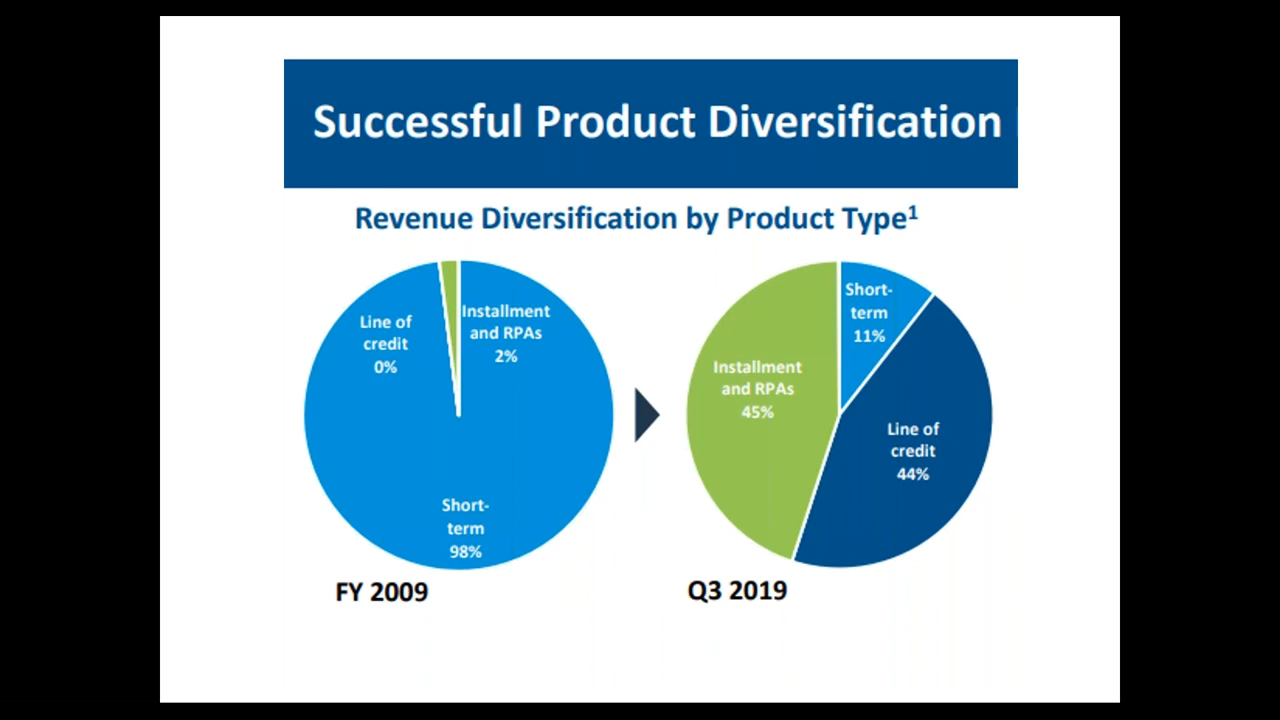 Successful Product Diversification
Revenue Diversification by Product Type¹
Line of
credit
0%
Installment
and RPAs
2%
Short-
term
98%
FY 2009
Short-
term
11%
Installment
and RPAs
45%
Line of
credit
44%
Q3 2019